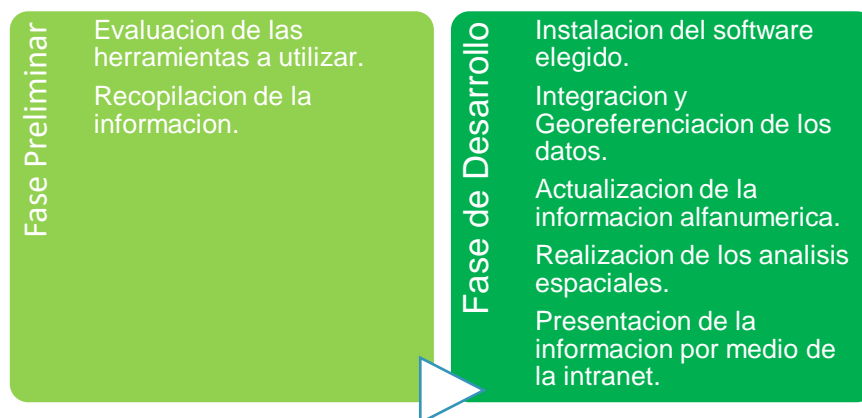 Fase Preliminar
Evaluacion de las
herramientas a utilizar.
Recopilacion de la
informacion.
Fase de Desarrollo
Instalacion del software
elegido.
Integracion y
Georeferenciacion de los
datos.
Actualizacion de la
informacion alfanumerica.
Realizacion de los analisis
espaciales.
Presentacion de la
informacion por medio de
la intranet.